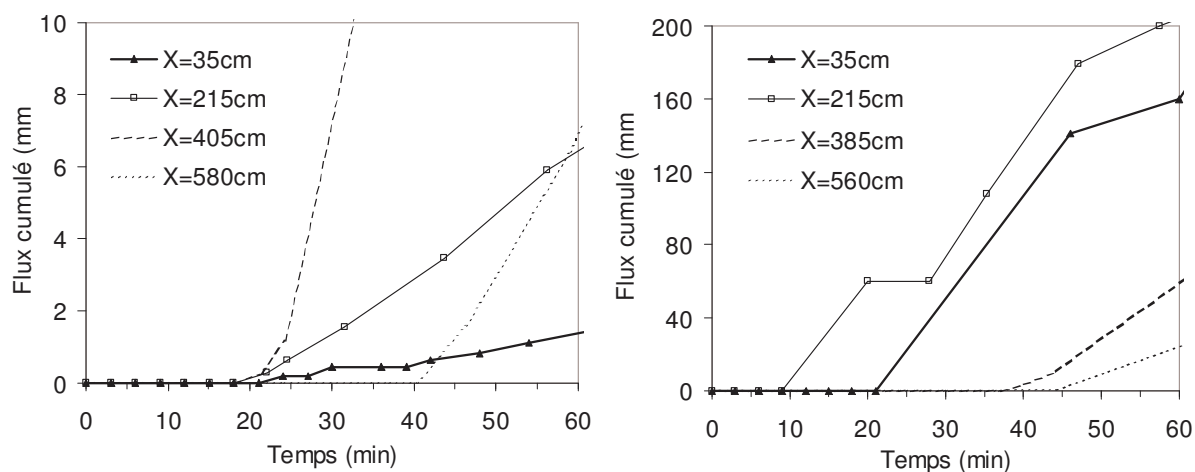 10
8
6
4
2
0
Flux cumulé (mm)
X=35cm
X=215cm
X=405cm
X=580cm
0 10 20 30 40 50 60
Temps (min)
200
160
120
80
40
0
Flux cumulé (mm
X=35cm
X=215cm
X=385cm
X=560cm
0 10 20 30 40 50 60
Temps (min)